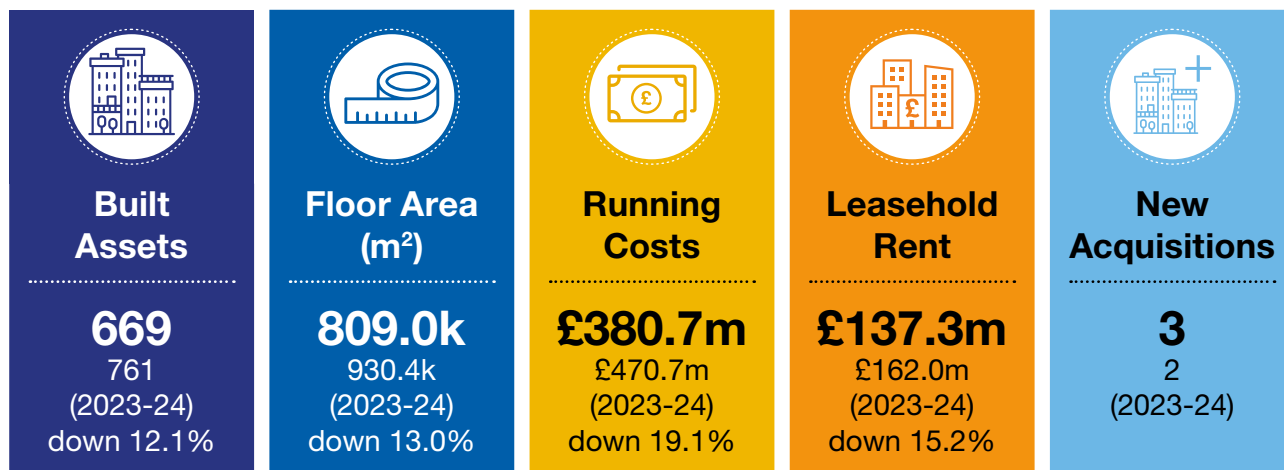 £
£
Built
Assets
669
761
(2023-24)
down 12.1%
Floor Area
(m²)
809.0k
930.4k
(2023-24)
down 13.0%
Running
Costs
£380.7m
£470.7m
(2023-24)
down 19.1%
Leasehold
Rent
£137.3m
£162.0m
(2023-24)
down 15.2%
New
Acquisitions
3
2
(2023-24)